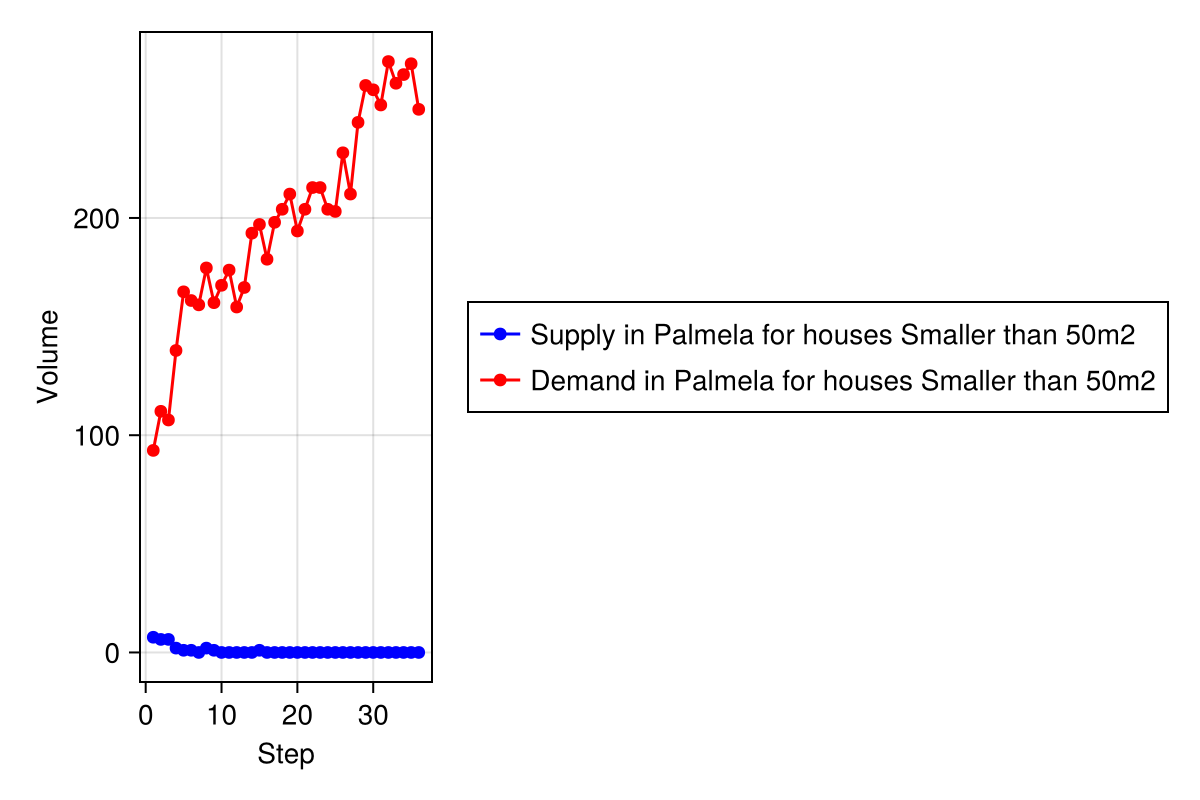 Volume
200
100
0
0 10 20 30
Step
Supply in Palmela for houses Smaller than 50m2
Demand in Palmela for houses Smaller than 50m2